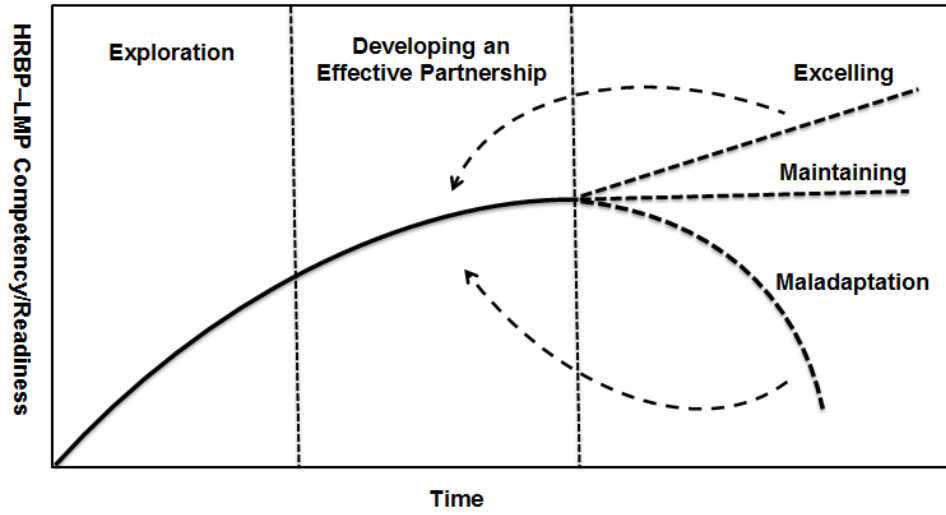 HRBP–LMP Competency/Readiness
Exploration
Developing an
Effective Partnership
Excelling
Maintaining
Maladaptation
Time